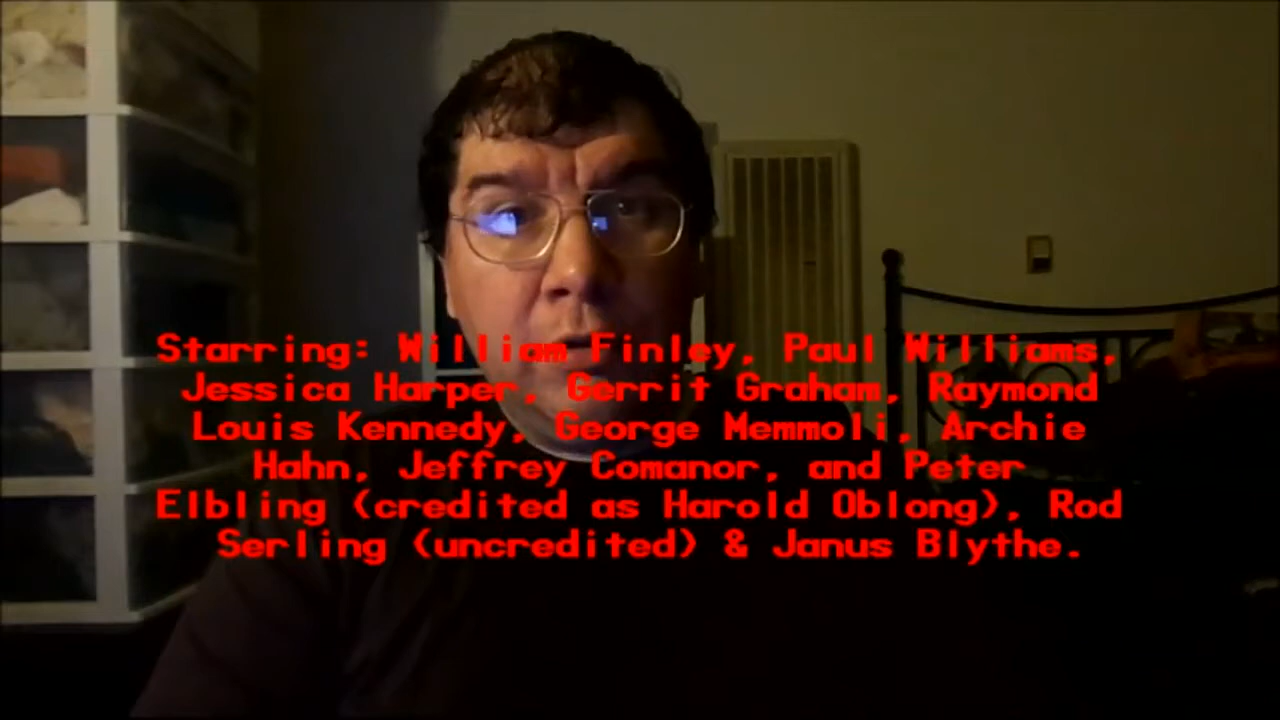 Starring: William Finley, Paul Williams,
Jessica Harper, Gerrit Graham, Raymond
Louis Kennedy, George Memmoli, Archie
Hahn, Jeffrey Comanor, and Peter
Elbling (credited as Harold Oblong), Rod
Serling (uncredited) & Janus Blythe.